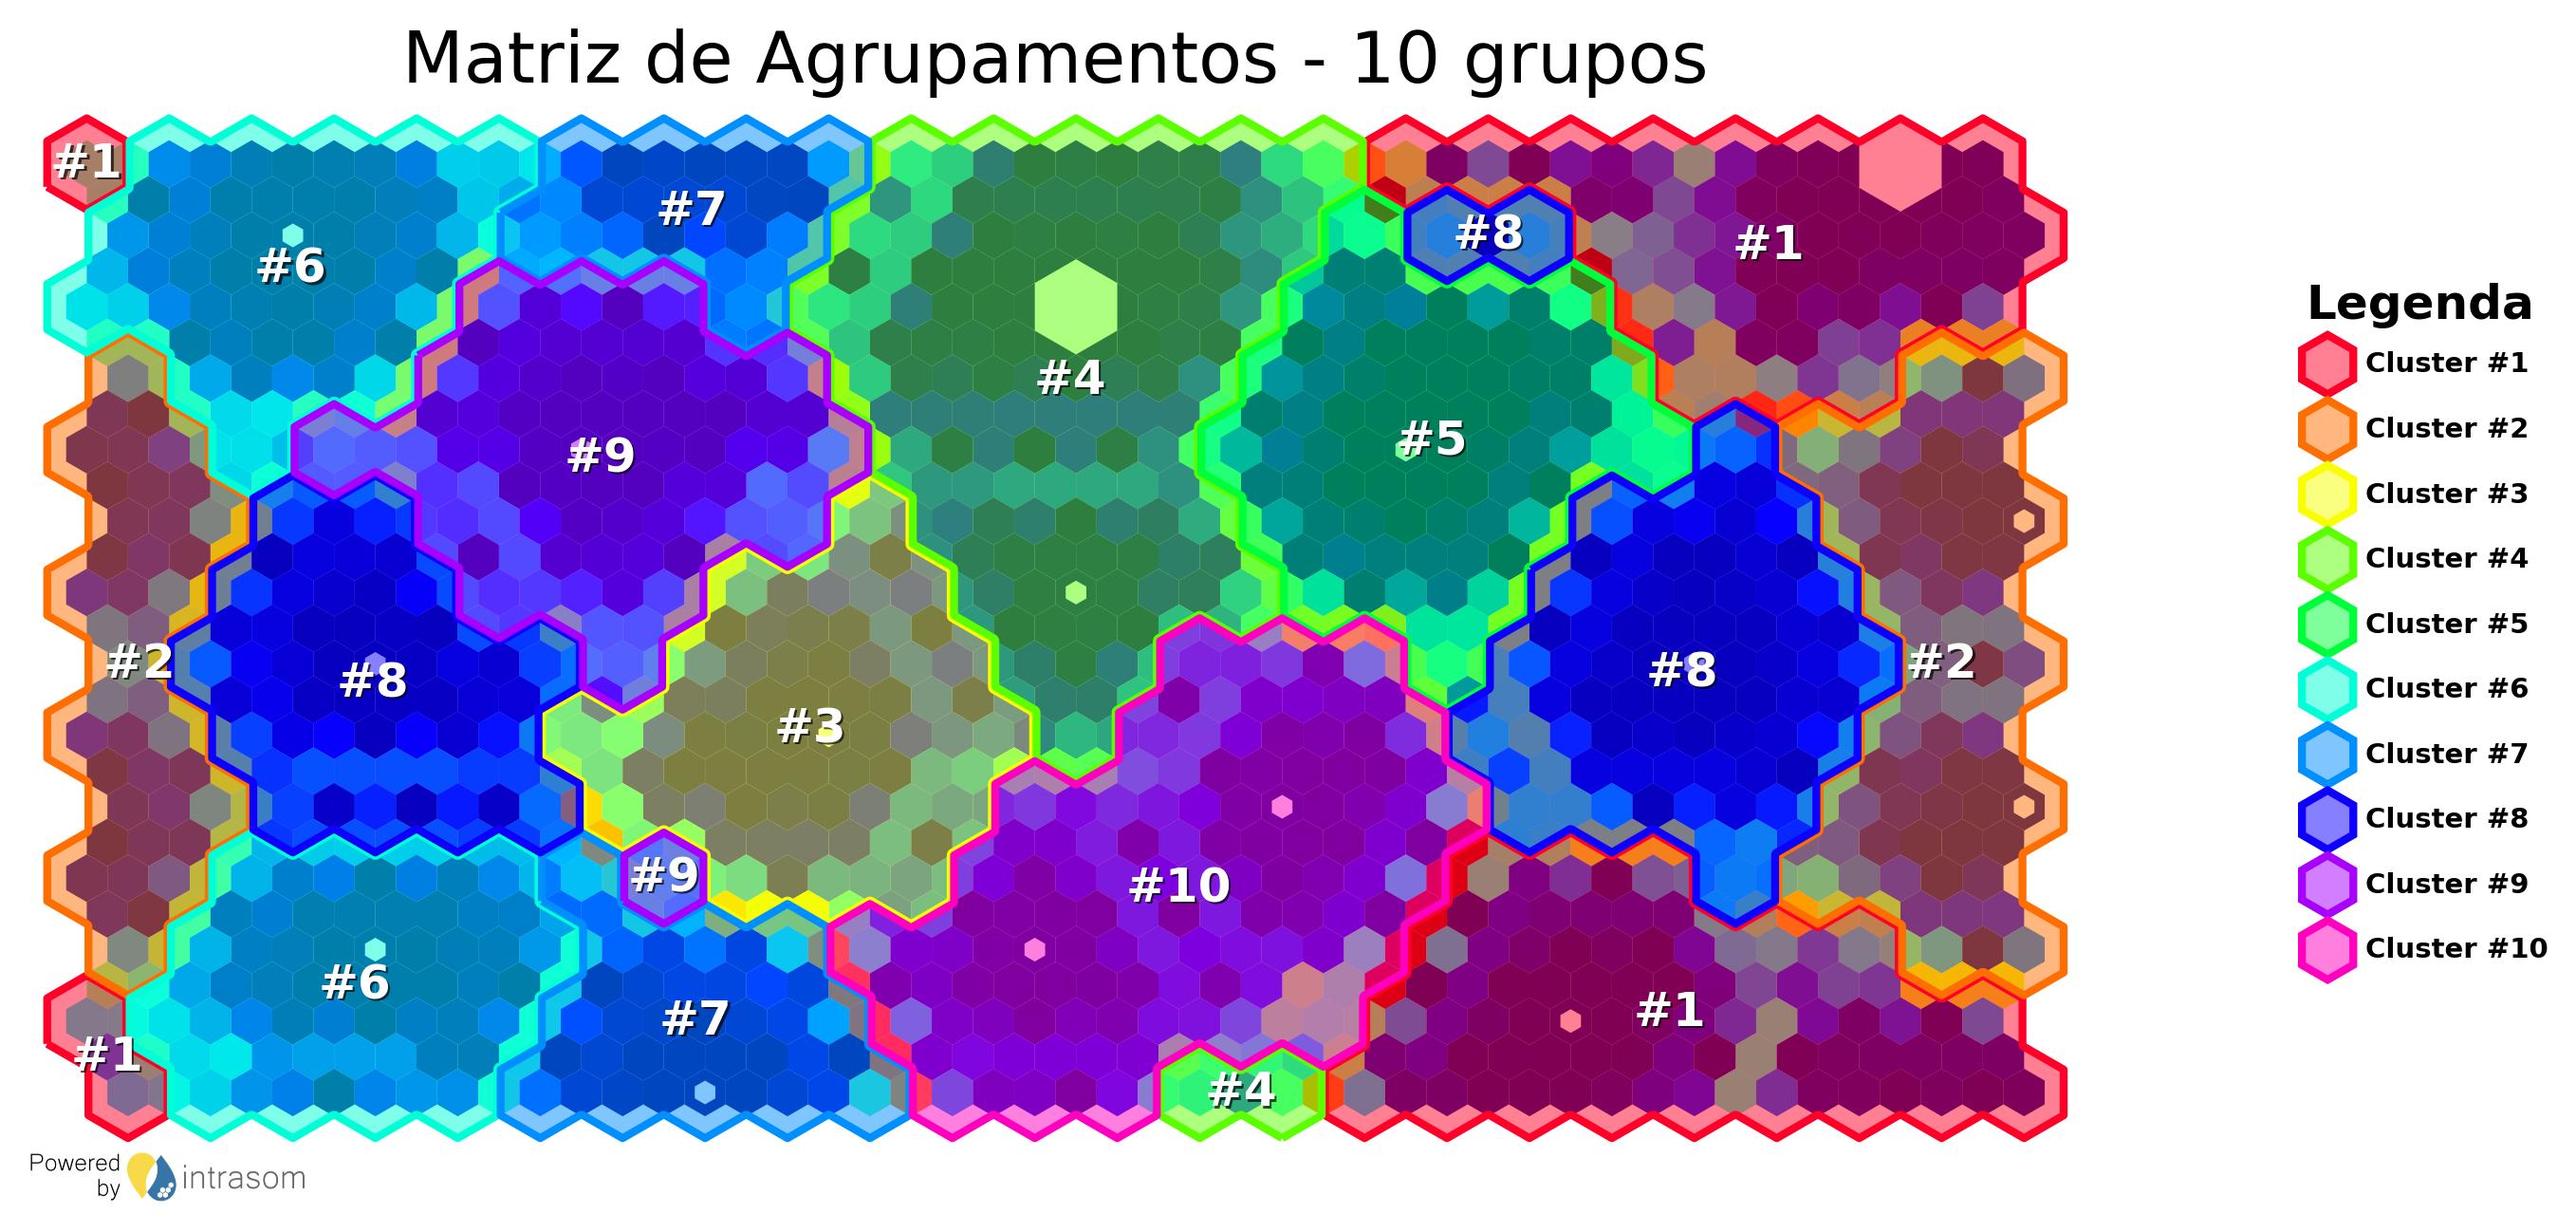 Matriz de Agrupamentos - 10 grupos
#1
#7
#8
#1
#6
#4
#5
#9
#2
#8
#8
#2
#3
#9
#10
#6
#7
#1
#1
#4
Legenda
Cluster #1
Cluster #2
Cluster #3
Cluster #4
Cluster #5
Cluster #6
Cluster #7
Cluster #8
Cluster #9
Cluster #10
Powered
by
intrasom